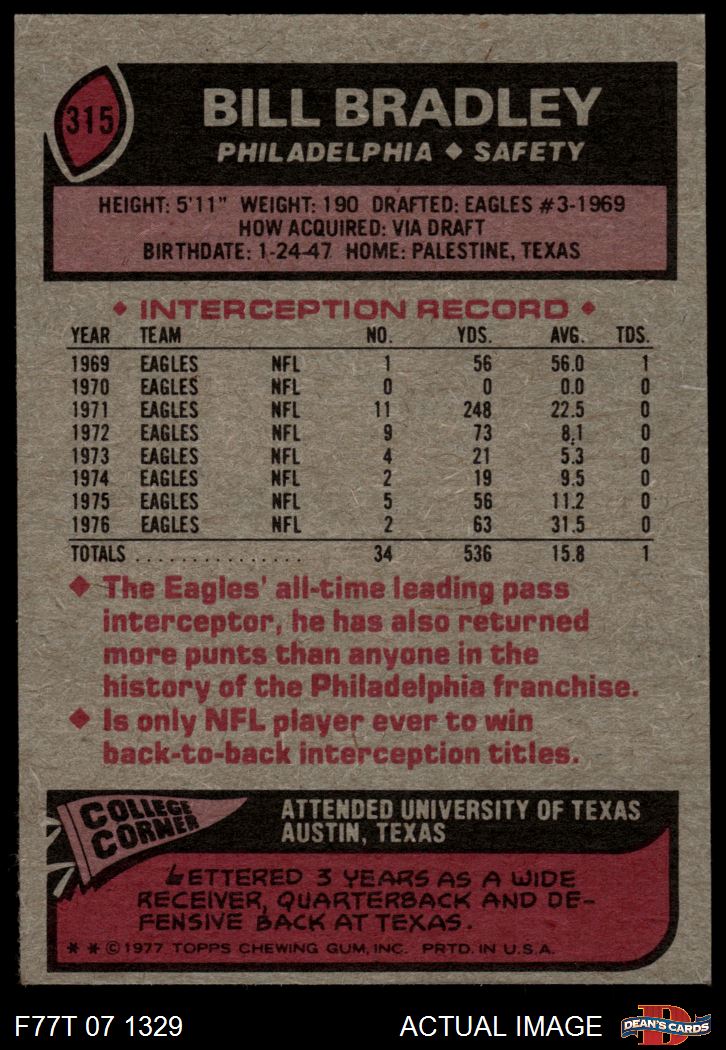 315
BILL BRADLEY
PHILADELPHIA ◆ SAFETY
HEIGHT: 5'11" WEIGHT: 190 DRAFTED: EAGLES #3-1969
HOW ACQUIRED: VIA DRAFT
BIRTHDATE: 1-24-47 HOME: PALESTINE, TEXAS
◆ INTERCEPTION RECORD ◆
YEAR TEAM NO. YDS. AVG. TDS.
1969 EAGLES NFL 1 56 56.0 1
1970 EAGLES NFL 0 0 0.0 0
1971 EAGLES NFL 11 248 22.5 0
1972 EAGLES NFL 9 73 8.1 0
1973 EAGLES NFL 4 21 5.3 0
1974 EAGLES NFL 2 19 9.5 0
1975 EAGLES NFL 5 56 11.2 0
1976 EAGLES NFL 2 63 31.5 0
TOTALS . . . . . . . . . . . . . . . . 34 536 15.8 1
◆ The Eagles' all-time leading pass
interceptor, he has also returned
more punts than anyone in the
history of the Philadelphia franchise.
◆ Is only NFL player ever to win
back-to-back interception titles.
COLLEGE
CORNER
ATTENDED UNIVERSITY OF TEXAS
AUSTIN, TEXAS
LETTERED 3 YEARS AS A WIDE
RECEIVER, QUARTERBACK AND DE-
FENSIVE BACK AT TEXAS.
* * © 1977 TOPPS CHEWING GUM, INC. PRTD. IN U.S.A.
F77T 07 1329 ACTUAL IMAGE
D
DEAN'S CARDS